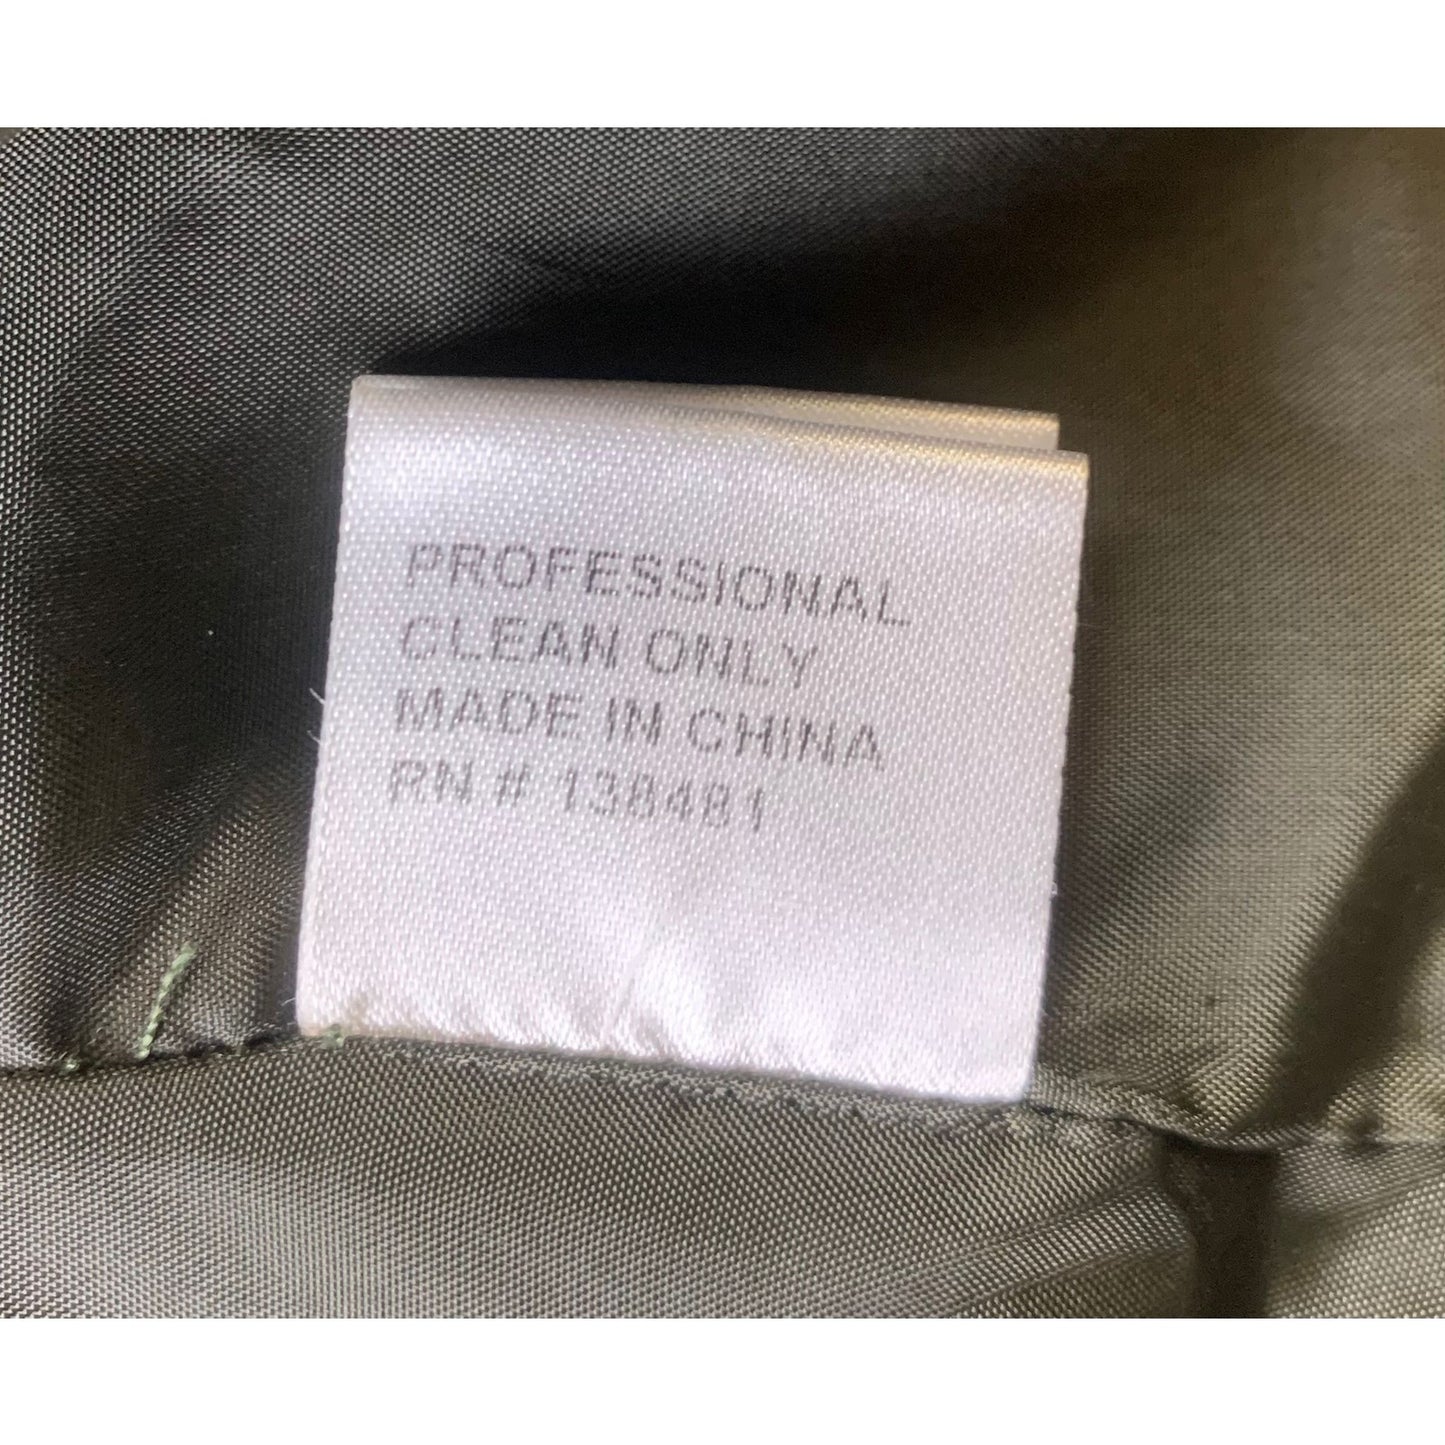 PROFESSIONAL
CLEAN ONLY
MADE IN CHINA
RN # 138481